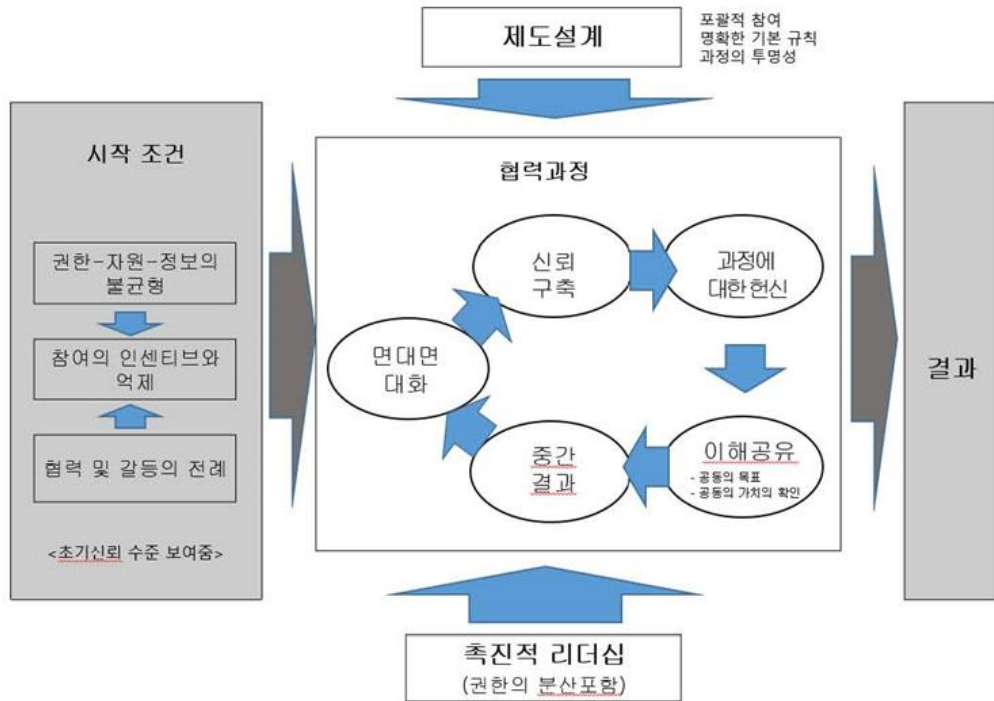 제도설계
포괄적 참여
명확한 기본 규칙
과정의 투명성
시작 조건
권한-자원-정보의
불균형
참여의 인센티브와
억제
협력 및 갈등의 전례
<초기신뢰 수준 보여줌>
협력과정
신뢰
구축
과정에
대한헌신
면대면
대화
중간
결과
이해공유
- 공동의 목표
- 공동의 가치의 확인
결과
촉진적 리더십
(권한의 분산포함)